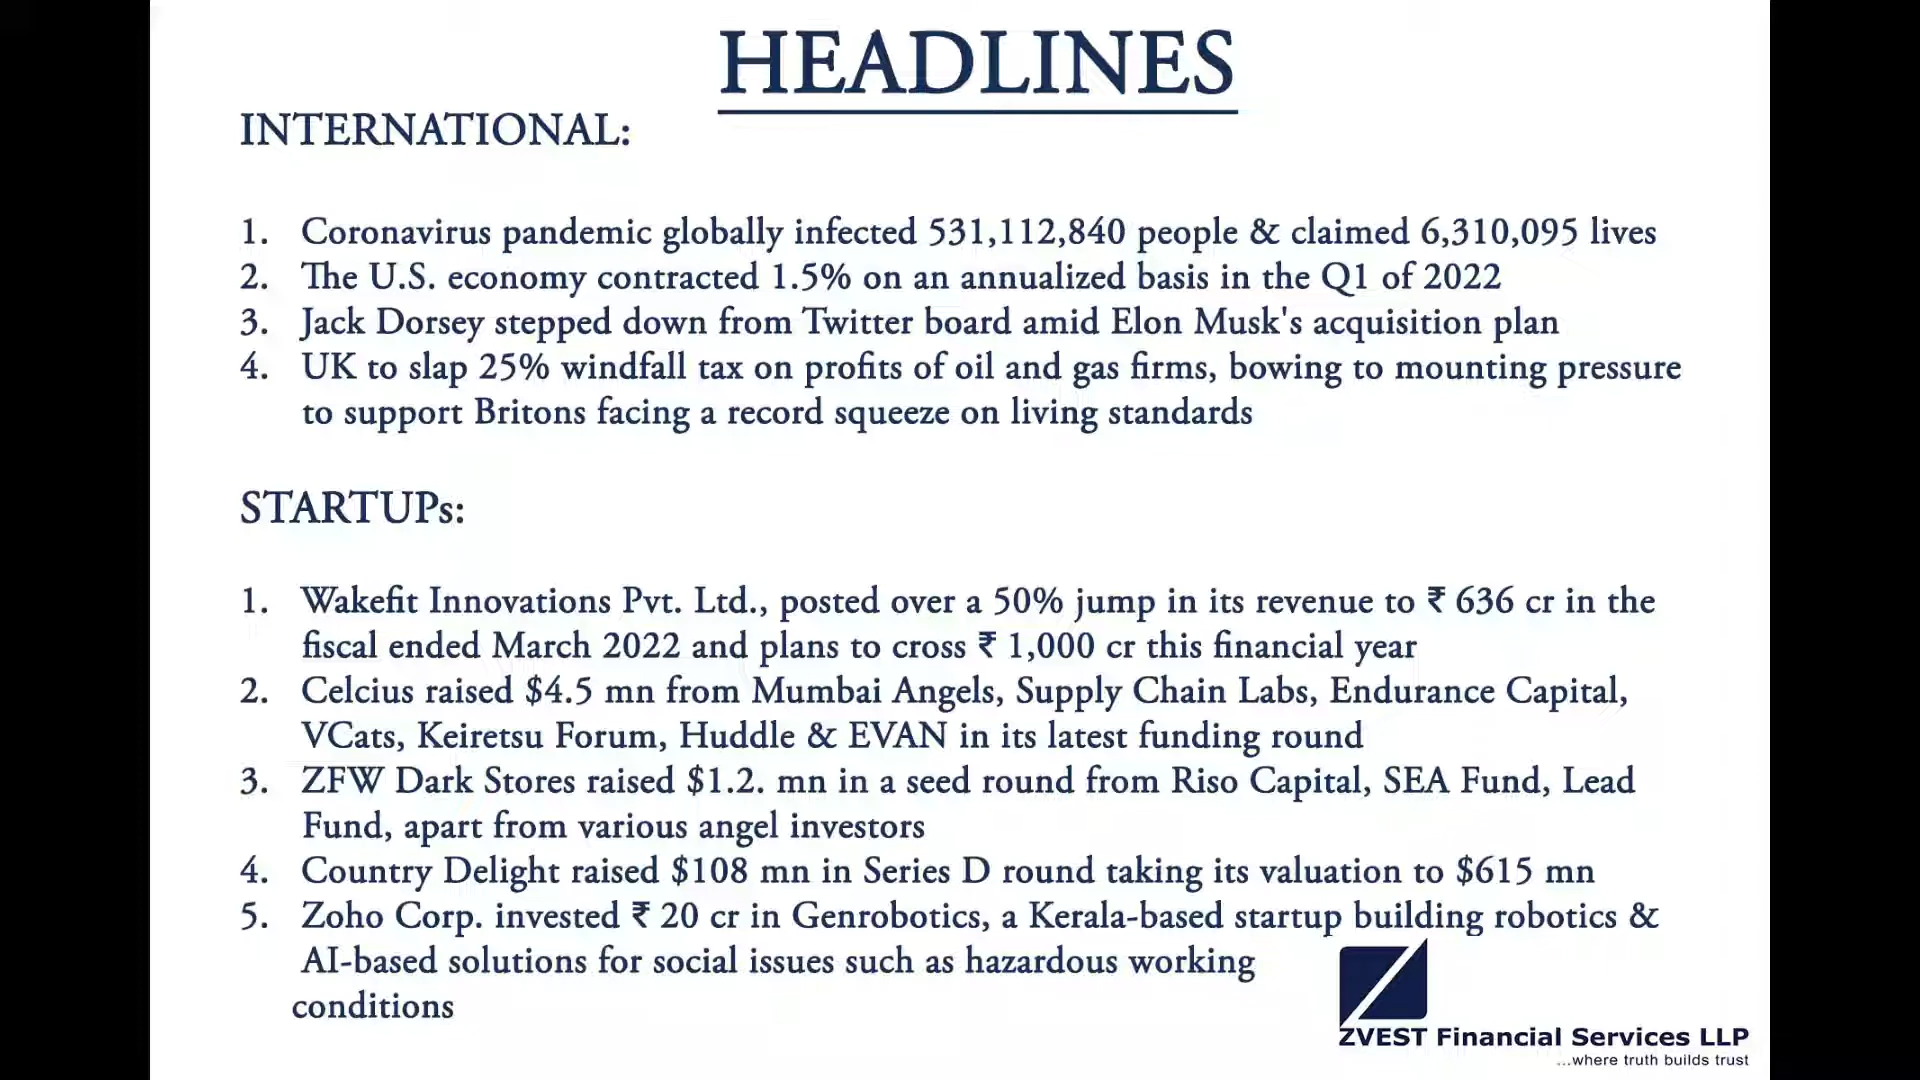 HEADLINES
INTERNATIONAL:
1. Coronavirus pandemic globally infected 531,112,840 people & claimed 6,310,095 lives
2. The U.S. economy contracted 1.5% on an annualized basis in the Q1 of 2022
3. Jack Dorsey stepped down from Twitter board amid Elon Musk's acquisition plan
4. UK to slap 25% windfall tax on profits of oil and gas firms, bowing to mounting pressure
to support Britons facing a record squeeze on living standards
STARTUPs:
1. Wakefit Innovations Pvt. Ltd., posted over a 50% jump in its revenue to ₹ 636 cr in the
fiscal ended March 2022 and plans to cross ₹ 1,000 cr this financial year
2. Celcius raised $4.5 mn from Mumbai Angels, Supply Chain Labs, Endurance Capital,
VCats, Keiretsu Forum, Huddle & EVAN in its latest funding round
3. ZFW Dark Stores raised $1.2. mn in a seed round from Riso Capital, SEA Fund, Lead
Fund, apart from various angel investors
4. Country Delight raised $108 mn in Series D round taking its valuation to $615 mn
5. Zoho Corp. invested ₹ 20 cr in Genrobotics, a Kerala-based startup building robotics &
AI-based solutions for social issues such as hazardous working
conditions
ZVEST Financial Services LLP
...where truth builds trust